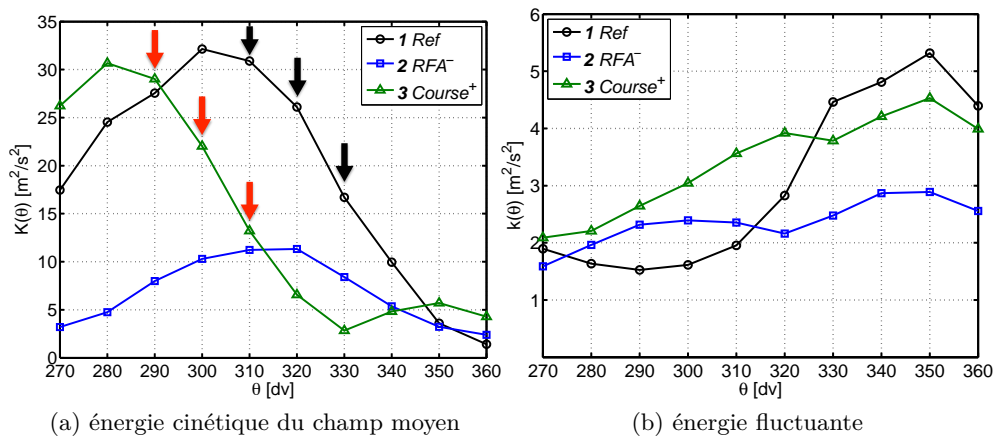 35
30
25
20
15
10
5
0
K(θ) [m²/s²]
270 280 290 300 310 320 330 340 350 360
θ [dv]
1 Ref
2 RFA⁻
3 Course⁺
(a) énergie cinétique du champ moyen
6
5
4
3
2
1
k(θ) [m²/s²]
270 280 290 300 310 320 330 340 350 360
θ [dv]
1 Ref
2 RFA⁻
3 Course⁺
(b) énergie fluctuante